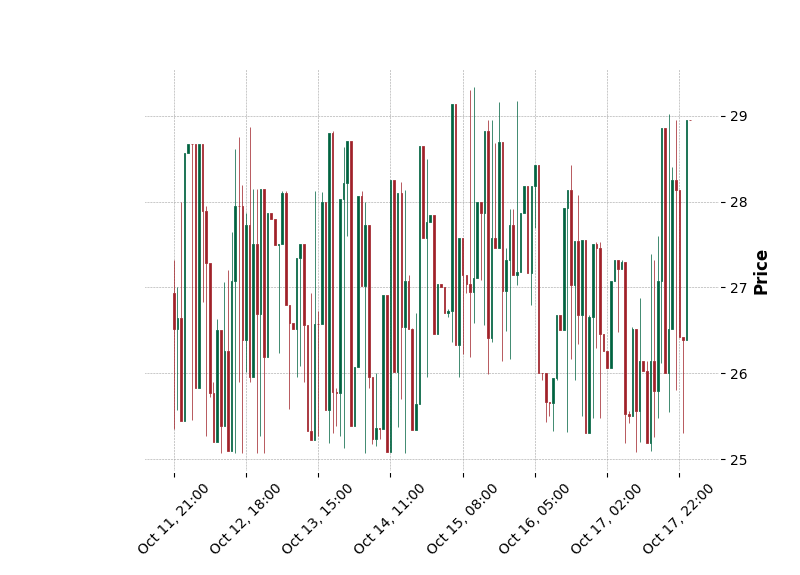 29
28
27
26
25
Price
Oct 11, 21:00
Oct 12, 18:00
Oct 13, 15:00
Oct 14, 11:00
Oct 15, 08:00
Oct 16, 05:00
Oct 17, 02:00
Oct 17, 22:00